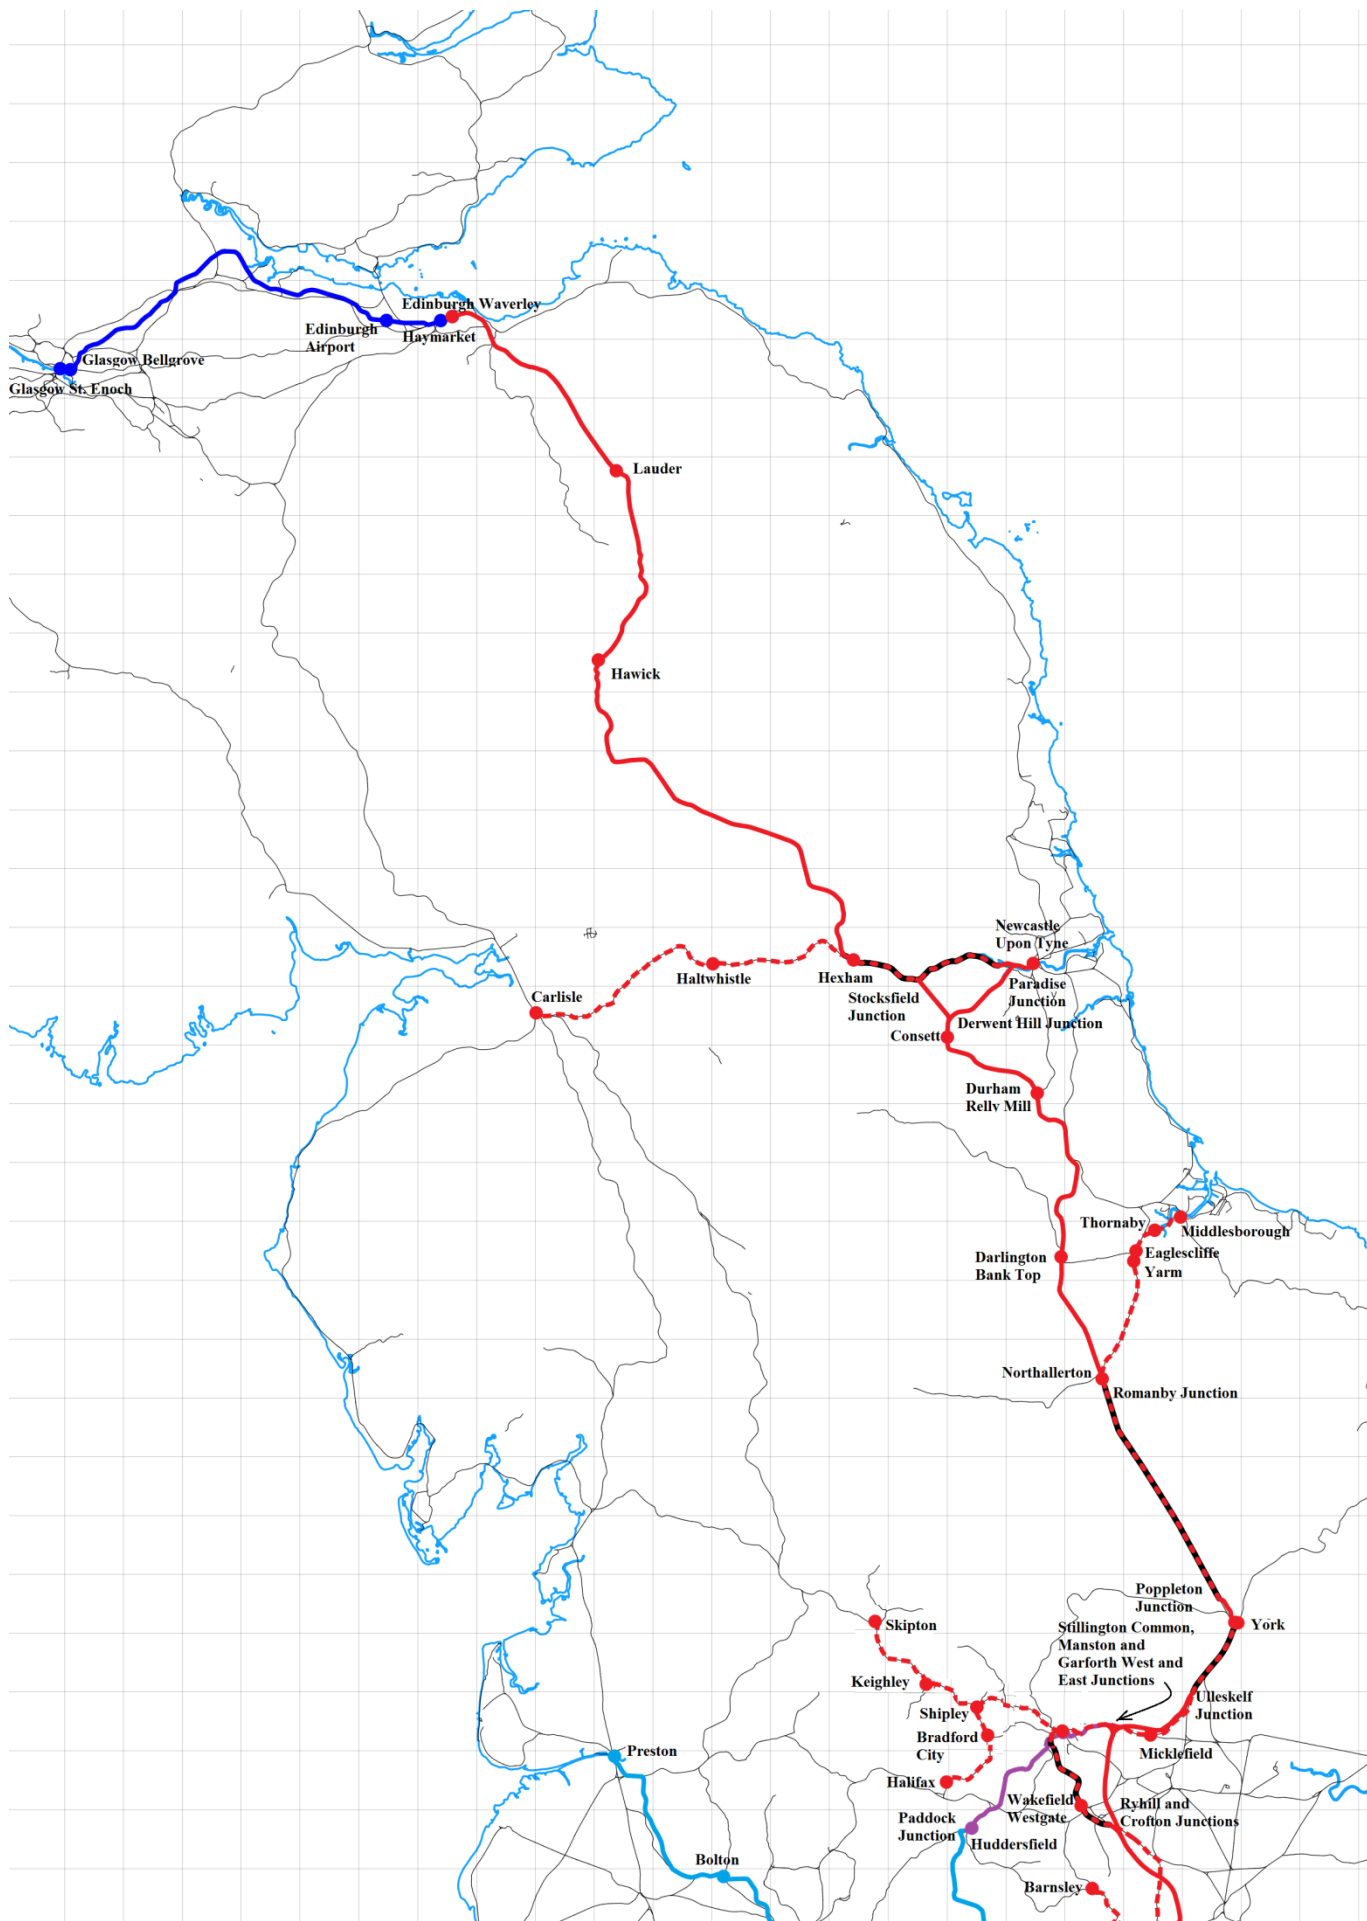 Edinburgh Waverley
Edinburgh
Airport
Haymarket
Glasgow Bellgrove
Glasgow St. Enoch
Lauder
Hawick
Newcastle
Upon Tyne
Haltwhistle
Hexham
Paradise
Junction
Carlisle
Stocksfield
Junction
Derwent Hill Junction
Consett
Durham
Relly Mill
Thornaby
Middlesborough
Eaglescliffe
Yarm
Darlington
Bank Top
Northallerton
Romanby Junction
Poppleton
Junction
York
Skipton
Stillington Common,
Manston and
Garforth West and
East Junctions
Keighley
Ulleskelf
Junction
Shipley
Bradford
City
Micklefield
Preston
Halifax
Wakefield
Westgate
Ryhill and
Crofton Junctions
Paddock
Junction
Huddersfield
Bolton
Barnsley